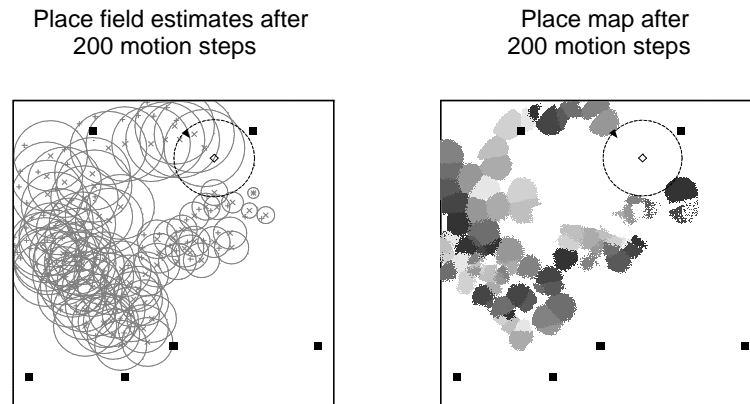 Place field estimates after
200 motion steps
Place map after
200 motion steps